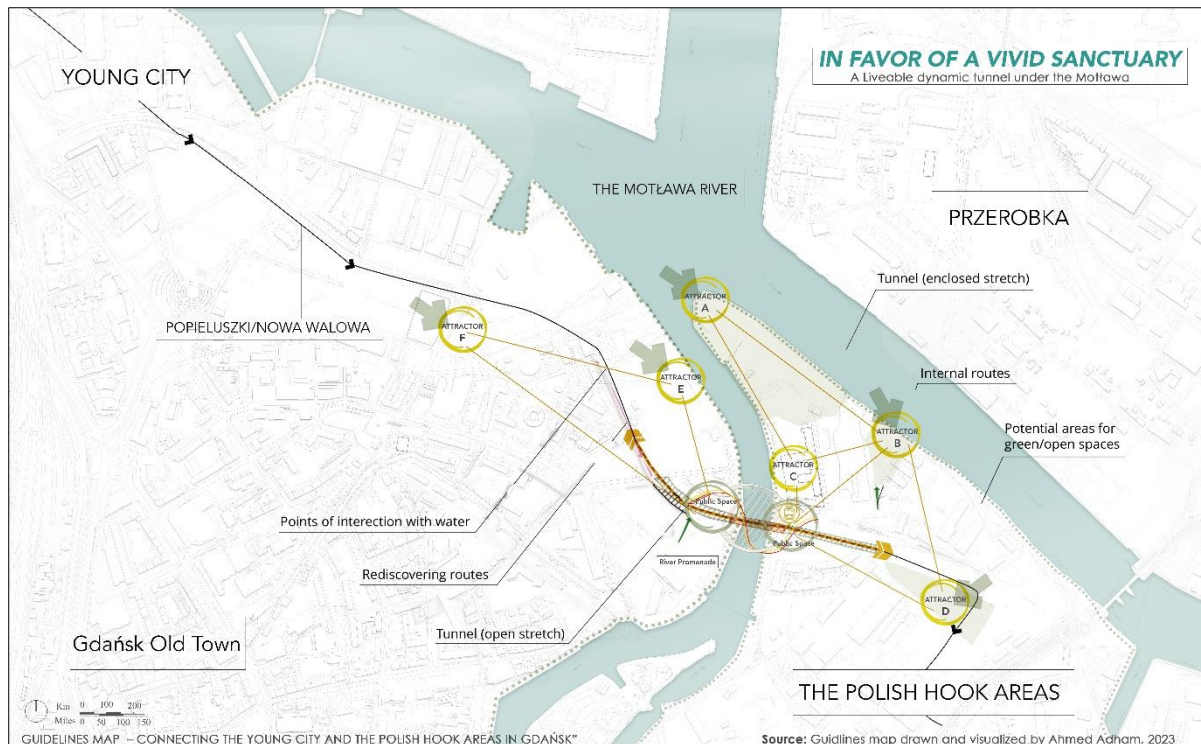 IN FAVOR OF A VIVID SANCTUARY
A Liveable dynamic tunnel under the Motława
YOUNG CITY
THE MOTŁAWA RIVER
PRZEROBKA
Tunnel (enclosed stretch)
POPIELUSZKI/NOWA WALOWA
ATTRACTOR
A
ATTRACTOR
F
ATTRACTOR
E
Internal routes
ATTRACTOR
B
Potential areas for
green/open spaces
ATTRACTOR
C
Public Space
Public Space
Points of interection with water
River Promenade
Rediscovering routes
ATTRACTOR
D
Tunnel (open stretch)
Gdańsk Old Town
THE POLISH HOOK AREAS
Km 0 100 200
Miles 0 50 100 150
GUIDELINES MAP – CONNECTING THE YOUNG CITY AND THE POLISH HOOK AREAS IN GDAŃSK"
Source: Guidlines map drawn and visualized by Ahmed Adham, 2023